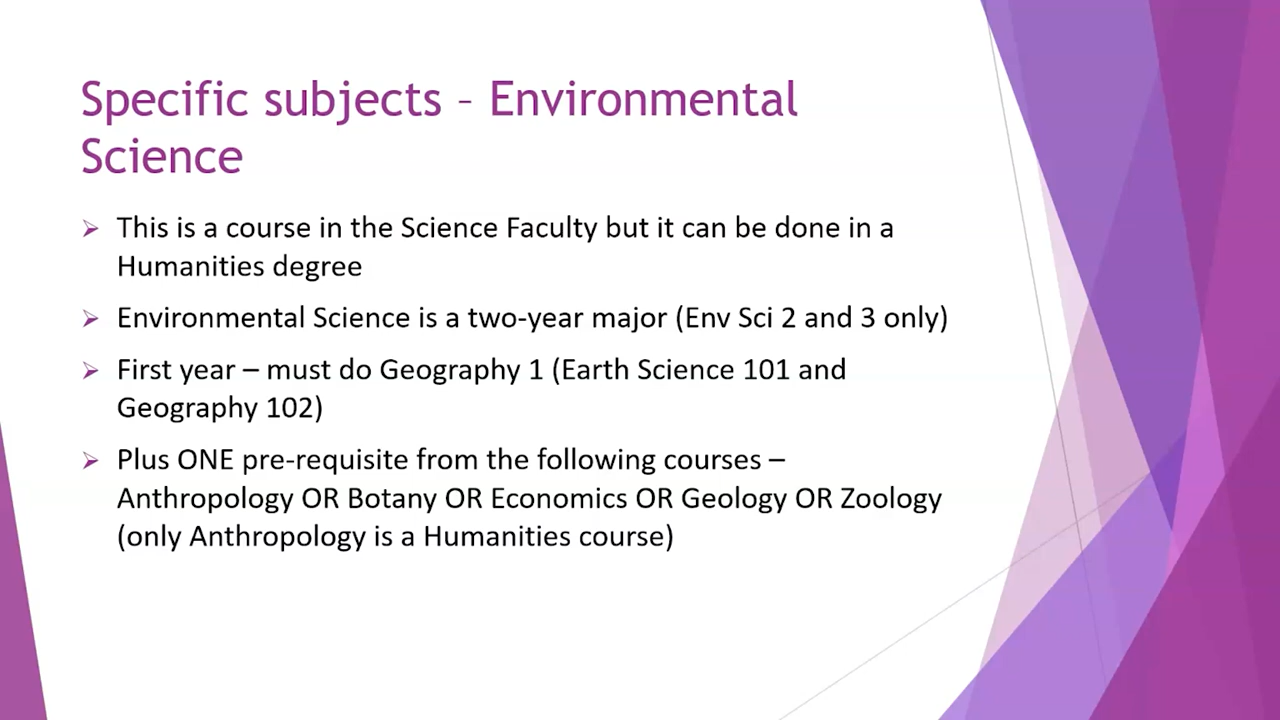 Specific subjects – Environmental
Science
➢ This is a course in the Science Faculty but it can be done in a
Humanities degree
➢ Environmental Science is a two-year major (Env Sci 2 and 3 only)
➢ First year – must do Geography 1 (Earth Science 101 and
Geography 102)
➢ Plus ONE pre-requisite from the following courses –
Anthropology OR Botany OR Economics OR Geology OR Zoology
(only Anthropology is a Humanities course)